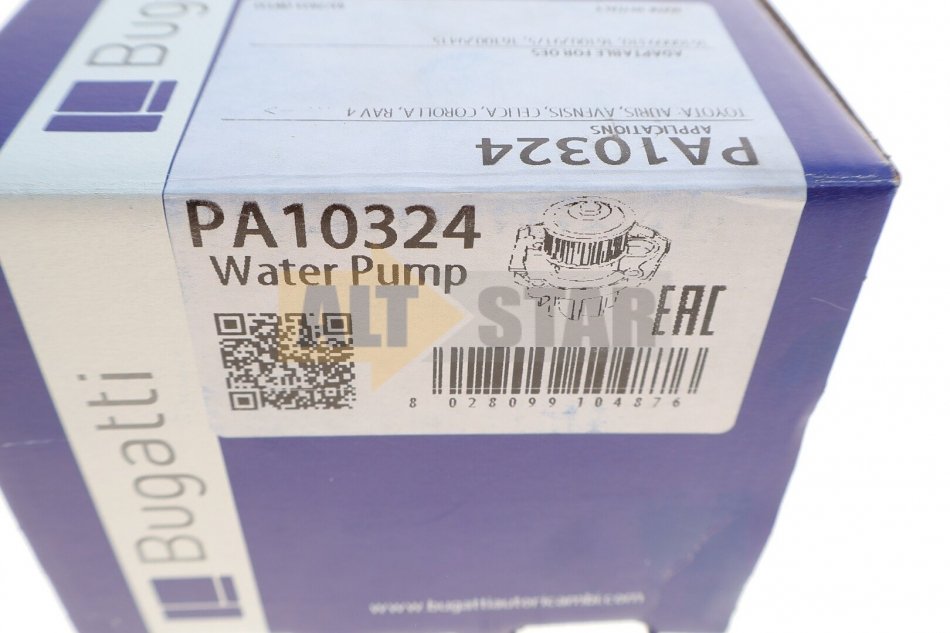 Bugatti
ADAPTABLE FOR OES
TOYOTA: AURIS, AVENSIS, CELICA, COROLLA, RAV 4
APPLICATIONS
PA10324
PA10324
Water Pump
ALT STAR
EAC
8 028099 104876
Bugatti
www.bugattiautoricambi.com